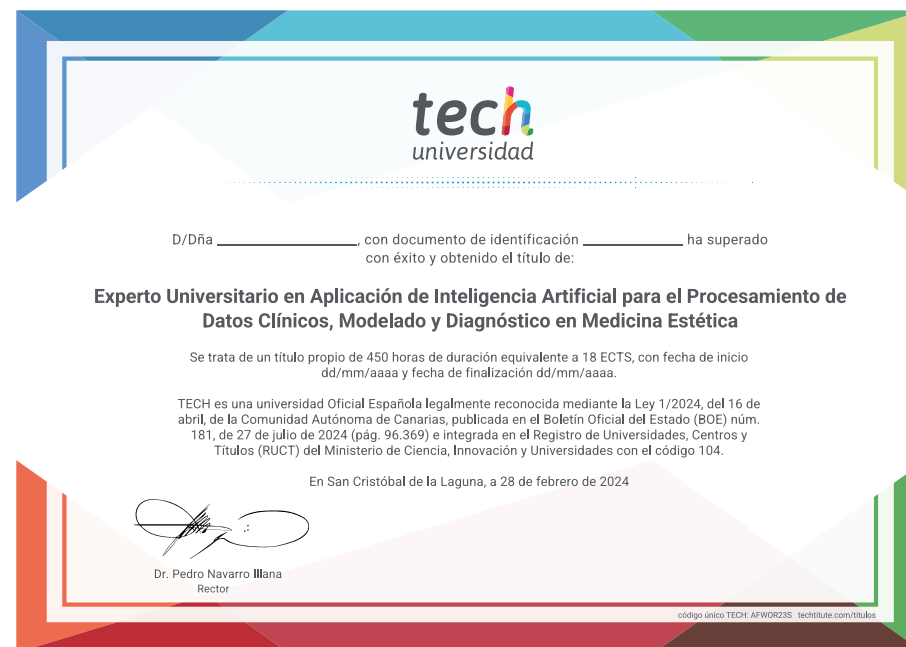 tech
universidad
D/Dña ____________________, con documento de identificación ______________ ha superado
con éxito y obtenido el título de:
Experto Universitario en Aplicación de Inteligencia Artificial para el Procesamiento de
Datos Clínicos, Modelado y Diagnóstico en Medicina Estética
Se trata de un título propio de 450 horas de duración equivalente a 18 ECTS, con fecha de inicio
dd/mm/aaaa y fecha de finalización dd/mm/aaaa.
TECH es una universidad Oficial Española legalmente reconocida mediante la Ley 1/2024, del 16 de
abril, de la Comunidad Autónoma de Canarias, publicada en el Boletín Oficial del Estado (BOE) núm.
181, de 27 de julio de 2024 (pág. 96.369) e integrada en el Registro de Universidades, Centros y
Títulos (RUCT) del Ministerio de Ciencia, Innovación y Universidades con el código 104.
En San Cristóbal de la Laguna, a 28 de febrero de 2024
Dr. Pedro Navarro Illana
Rector
código único TECH: AFWOR23S techtitute.com/titulos